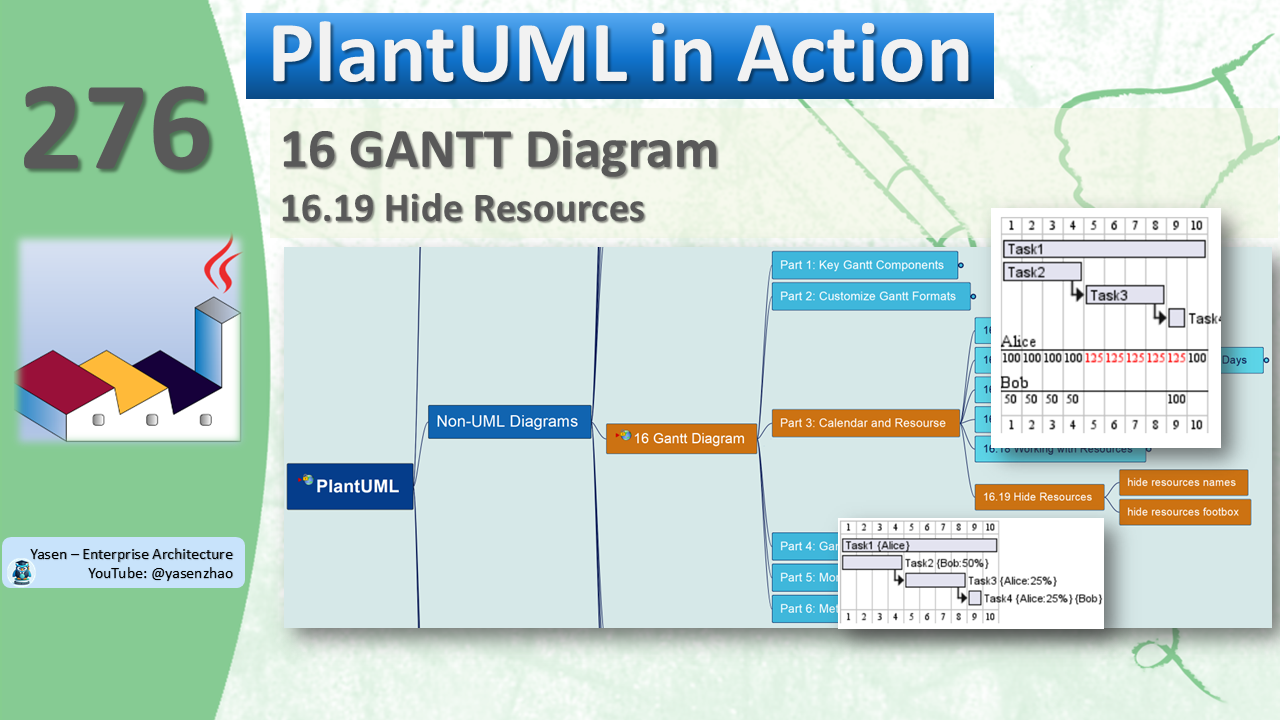 PlantUML in Action
276
16 GANTT Diagram
16.19 Hide Resources
Part 1: Key Gantt Components
Part 2: Customize Gantt Formats
Days
Non-UML Diagrams
16 Gantt Diagram
Part 3: Calendar and Resourse
16.18 Working with Resources
PlantUML
16.19 Hide Resources
hide resources names
hide resources footbox
Part 4: Gan
Part 5: Mon
Part 6: Met
1 2 3 4 5 6 7 8 9 10
Task1
Task2
Task3
Task4
Alice
100 100 100 100 125 125 125 125 125 100
Bob
50 50 50 50 100
1 2 3 4 5 6 7 8 9 10
1 2 3 4 5 6 7 8 9 10
Task1 {Alice}
Task2 {Bob:50%}
Task3 {Alice:25%}
Task4 {Alice:25%} {Bob}
1 2 3 4 5 6 7 8 9 10
Yasen – Enterprise Architecture
YouTube: @yasenzhao